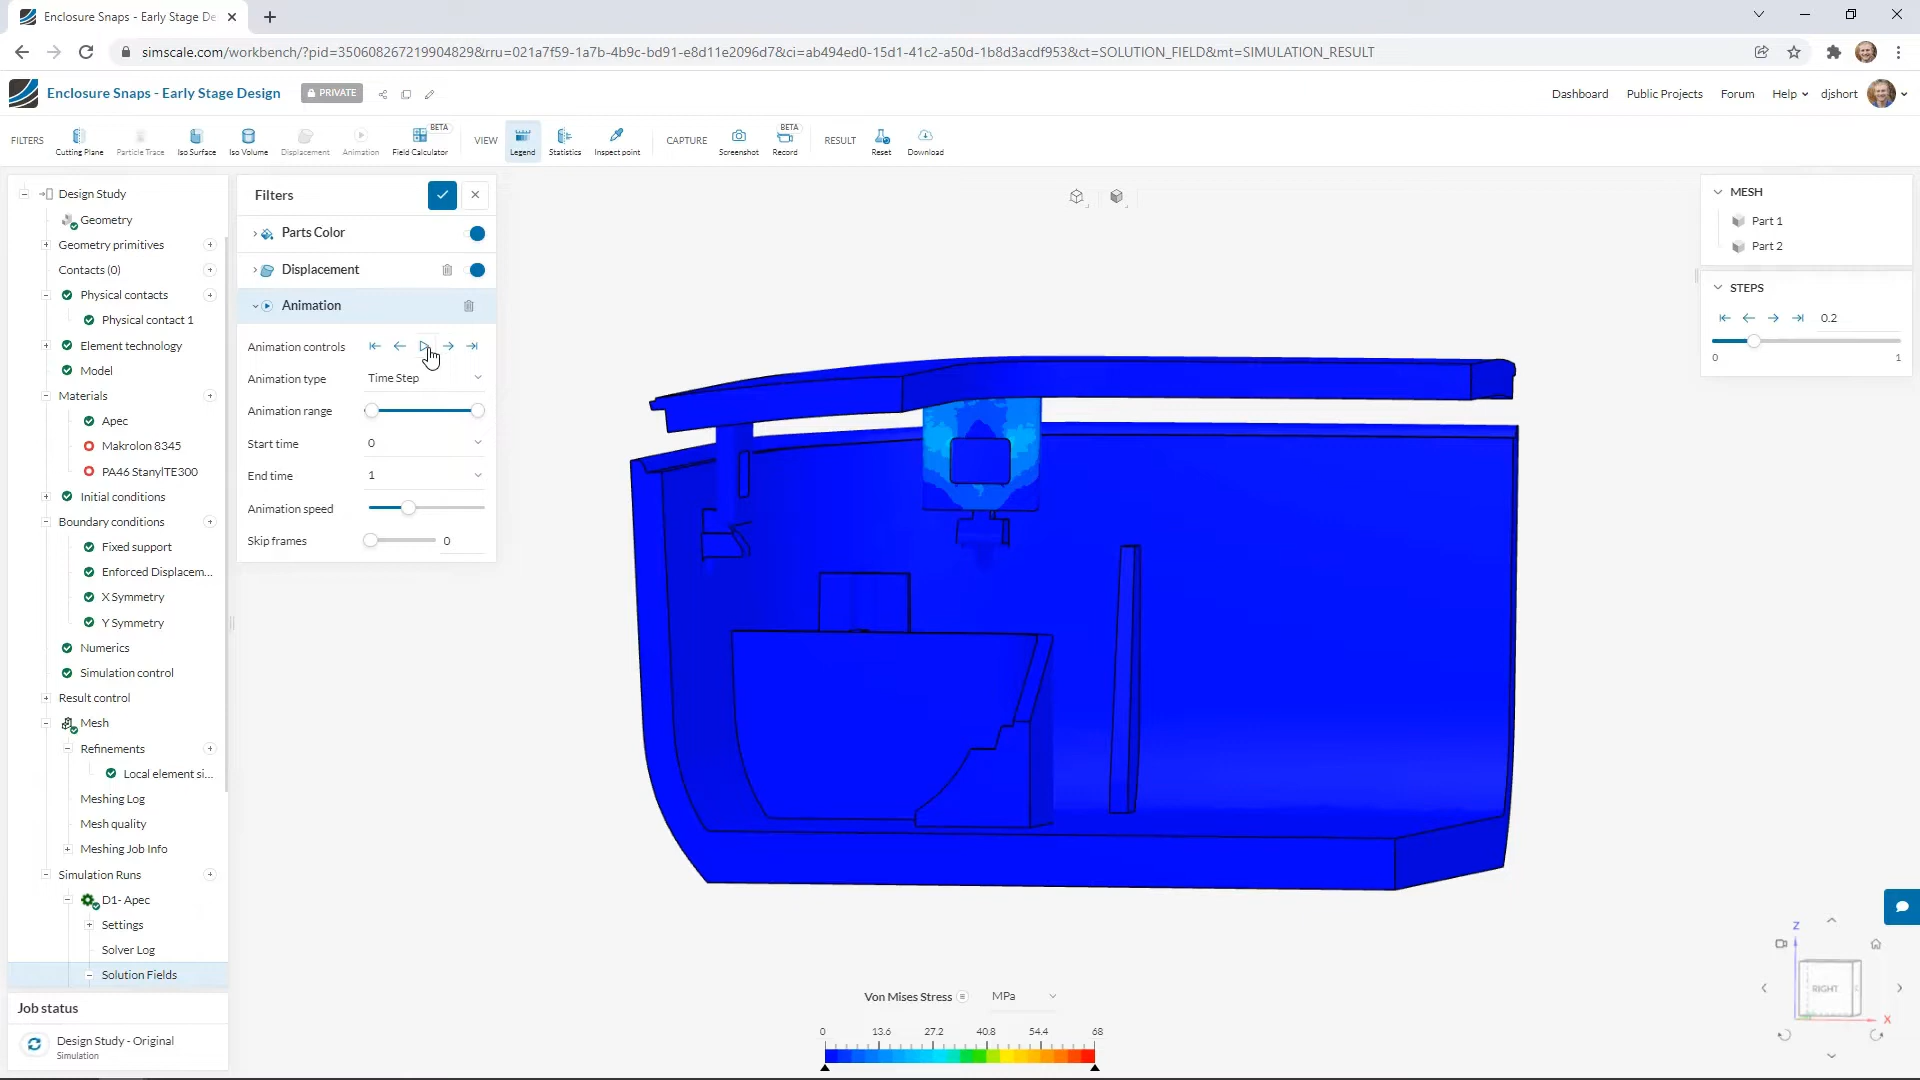 Enclosure Snaps - Early Stage De
simscale.com/workbench/?pid=350608267219904829&rru=021a7f59-1a7b-4b9c-bd91-e8d11e2096d7&ci=ab494ed0-15d1-41c2-a50d-1b8d3acdf953&ct=SOLUTION_FIELD&mt=SIMULATION_RESULT
Enclosure Snaps - Early Stage Design PRIVATE Dashboard Public Projects Forum Help djshort
FILTERS Cutting Plane Particle Trace Iso Surface Iso Volume Displacement Animation BETA Field Calculator VIEW Legend Statistics Inspect point CAPTURE Screenshot BETA Record RESULT Reset Download
Design Study
Geometry
Geometry primitives
Contacts (0)
Physical contacts
Physical contact 1
Element technology
Model
Materials
Apec
Makrolon 8345
PA46 StanylTE300
Initial conditions
Boundary conditions
Fixed support
Enforced Displacem...
X Symmetry
Y Symmetry
Numerics
Simulation control
Result control
Mesh
Refinements
Local element si...
Meshing Log
Mesh quality
Meshing Job Info
Simulation Runs
D1- Apec
Settings
Solver Log
Solution Fields
Job status
Design Study - Original
Simulation
Filters
Parts Color
Displacement
Animation
Animation controls
Animation type Time Step
Animation range
Start time 0
End time 1
Animation speed
Skip frames 0
MESH
Part 1
Part 2
STEPS
0.2
0 1
Von Mises Stress MPa
0 13.6 27.2 40.8 54.4 68
Z
RIGHT
X